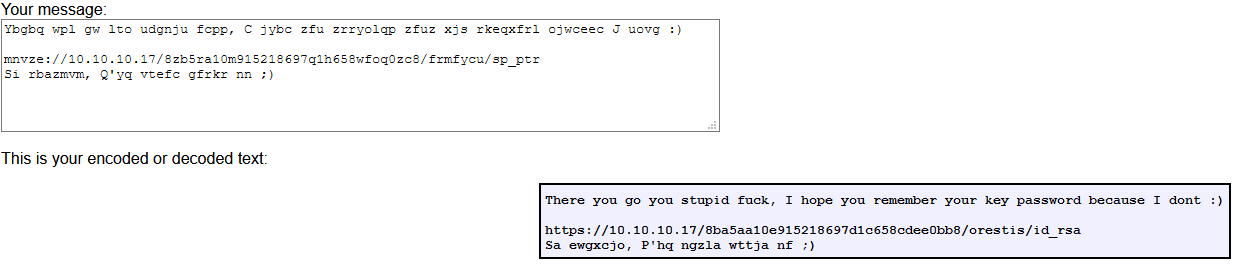 Your message:
Ybgbq wpl gw lto udgnju fcpp, C jybc zfu zrryolqp zfuz xjs rkeqxfrl ojwceec J uovg :)
mnvze://10.10.10.17/8zb5ra10m915218697q1h658wfoq0zc8/frmfycu/sp_ptr
Si rbazmvm, Q'yq vtefc gfrkr nn ;)
This is your encoded or decoded text:
There you go you stupid fuck, I hope you remember your key password because I dont :)
https://10.10.10.17/8ba5aa10e915218697d1c658cdee0bb8/orestis/id_rsa
Sa ewgxcjo, P'hq ngzla wttja nf ;)